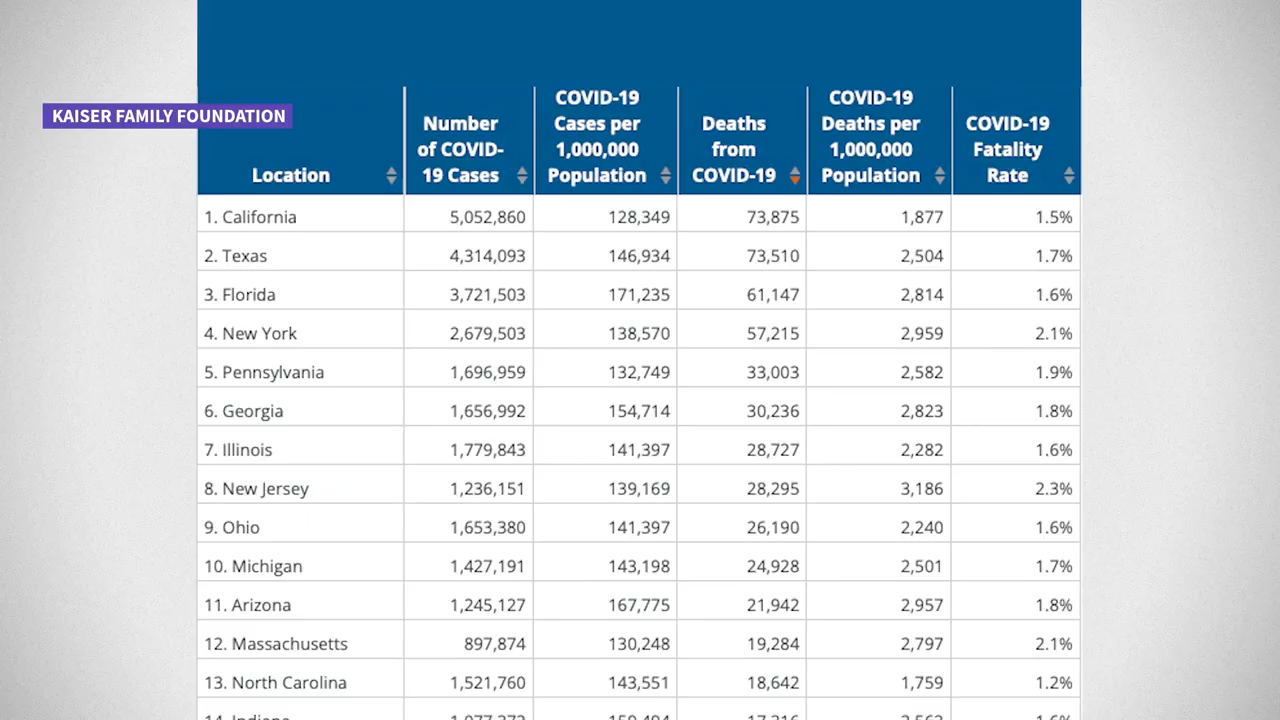 KAISER FAMILY FOUNDATION
Location Number of COVID-19 Cases COVID-19 Cases per 1,000,000 Population Deaths from COVID-19 COVID-19 Deaths per 1,000,000 Population COVID-19 Fatality Rate
1. California 5,052,860 128,349 73,875 1,877 1.5%
2. Texas 4,314,093 146,934 73,510 2,504 1.7%
3. Florida 3,721,503 171,235 61,147 2,814 1.6%
4. New York 2,679,503 138,570 57,215 2,959 2.1%
5. Pennsylvania 1,696,959 132,749 33,003 2,582 1.9%
6. Georgia 1,656,992 154,714 30,236 2,823 1.8%
7. Illinois 1,779,843 141,397 28,727 2,282 1.6%
8. New Jersey 1,236,151 139,169 28,295 3,186 2.3%
9. Ohio 1,653,380 141,397 26,190 2,240 1.6%
10. Michigan 1,427,191 143,198 24,928 2,501 1.7%
11. Arizona 1,245,127 167,775 21,942 2,957 1.8%
12. Massachusetts 897,874 130,248 19,284 2,797 2.1%
13. North Carolina 1,521,760 143,551 18,642 1,759 1.2%
14. Indiana